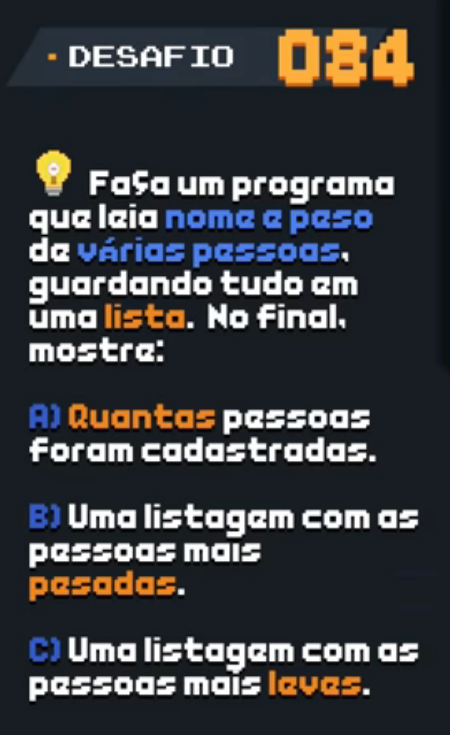 DESAFIO 084
Faça um programa
que leia nome e peso
de várias pessoas,
guardando tudo em
uma lista. No final,
mostre:
A) Quantas pessoas
foram cadastradas.
B) Uma listagem com as
pessoas mais
pesadas.
C) Uma listagem com as
pessoas mais leves.